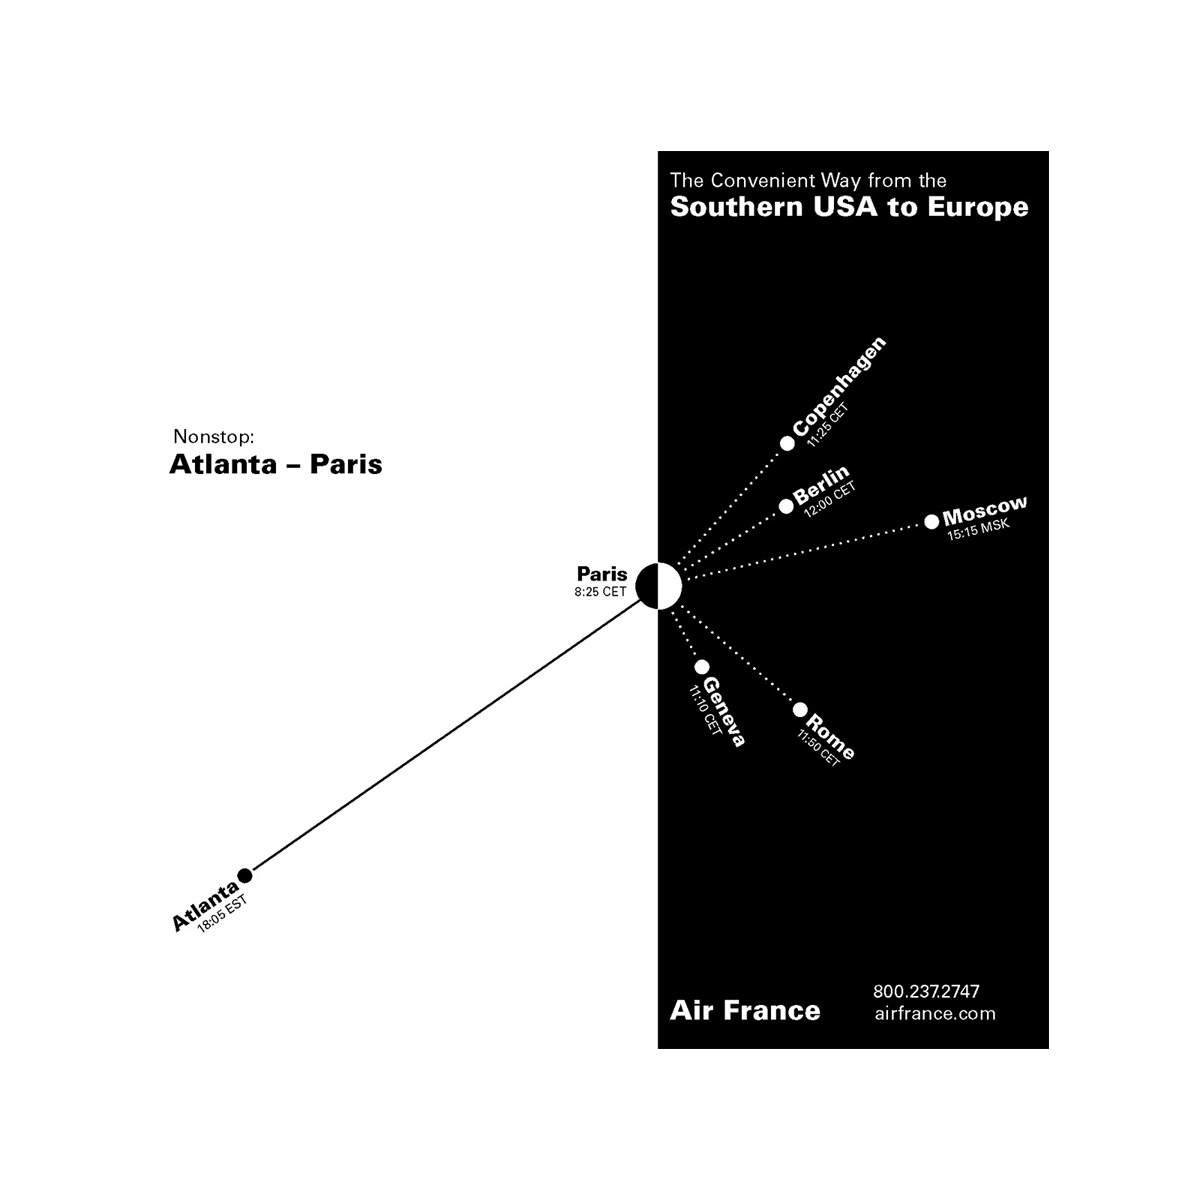 The Convenient Way from the
Southern USA to Europe
Nonstop:
Atlanta – Paris
Copenhagen
11:25 CET
Berlin
12:00 CET
Moscow
15:15 MSK
Paris
8:25 CET
Geneva
11:10 CET
Rome
11:50 CET
Atlanta
18:05 EST
Air France
800.237.2747
airfrance.com